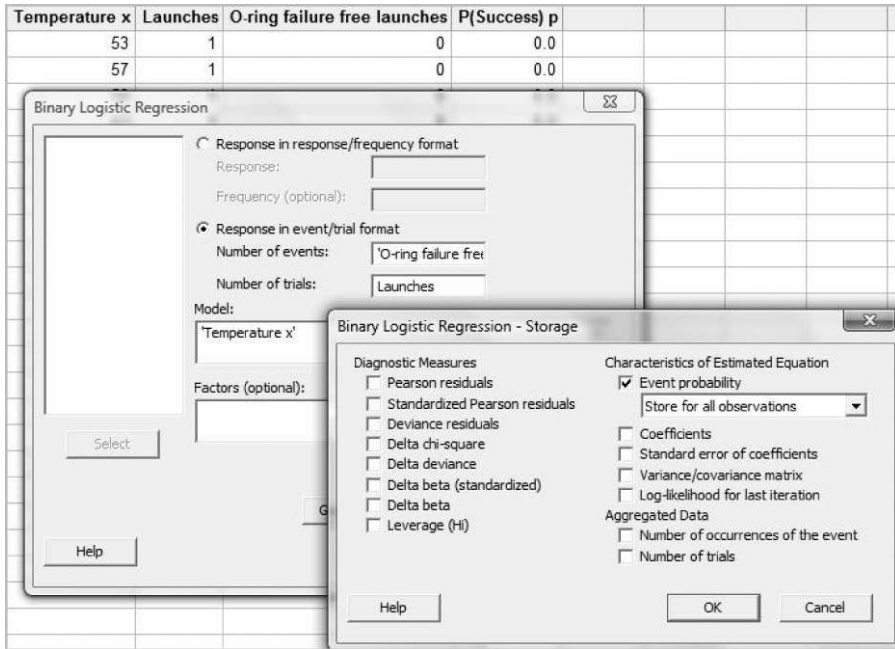 Temperature x Launches O-ring failure free launches P(Success) p
53 1 0 0.0
57 1 0 0.0
Binary Logistic Regression
Response in response/frequency format
Response:
Frequency (optional):
Response in event/trial format
Number of events: 'O-ring failure free
Number of trials: Launches
Model:
'Temperature x'
Factors (optional):
Select
Help
Binary Logistic Regression - Storage
Diagnostic Measures
Pearson residuals
Standardized Pearson residuals
Deviance residuals
Delta chi-square
Delta deviance
Delta beta (standardized)
Delta beta
Leverage (Hi)
Characteristics of Estimated Equation
Event probability
Store for all observations
Coefficients
Standard error of coefficients
Variance/covariance matrix
Log-likelihood for last iteration
Aggregated Data
Number of occurrences of the event
Number of trials
Help
OK
Cancel